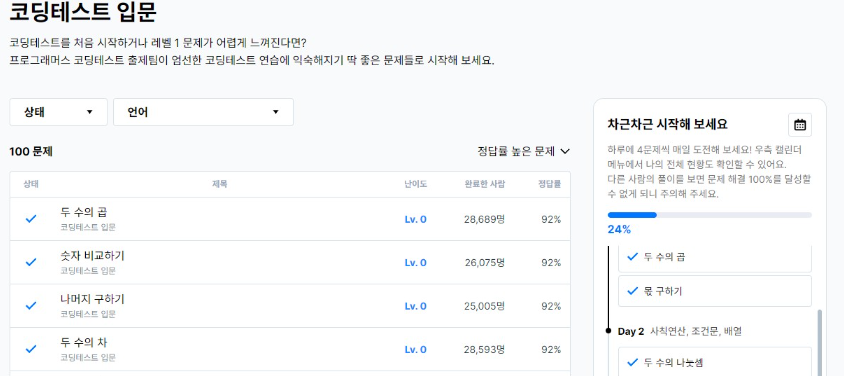 코딩테스트 입문
코딩테스트를 처음 시작하거나 레벨 1 문제가 어렵게 느껴진다면?
프로그래머스 코딩테스트 출제팀이 엄선한 코딩테스트 연습에 익숙해지기 딱 좋은 문제들로 시작해 보세요.
상태
언어
100 문제
정답률 높은 문제
상태 제목 난이도 완료한 사람 정답률
두 수의 곱 Lv. 0 28,689명 92%
코딩테스트 입문
숫자 비교하기 Lv. 0 26,075명 92%
코딩테스트 입문
나머지 구하기 Lv. 0 25,005명 92%
코딩테스트 입문
두 수의 차 Lv. 0 28,593명 92%
코딩테스트 입문
차근차근 시작해 보세요
하루에 4문제씩 매일 도전해 보세요! 우측 캘린더
메뉴에서 나의 전체 현황도 확인할 수 있어요.
다른 사람의 풀이를 보면 문제 해결 100%를 달성할
수 없게 되니 주의해 주세요.
24%
두 수의 곱
몫 구하기
Day 2 사칙연산, 조건문, 배열
두 수의 나눗셈